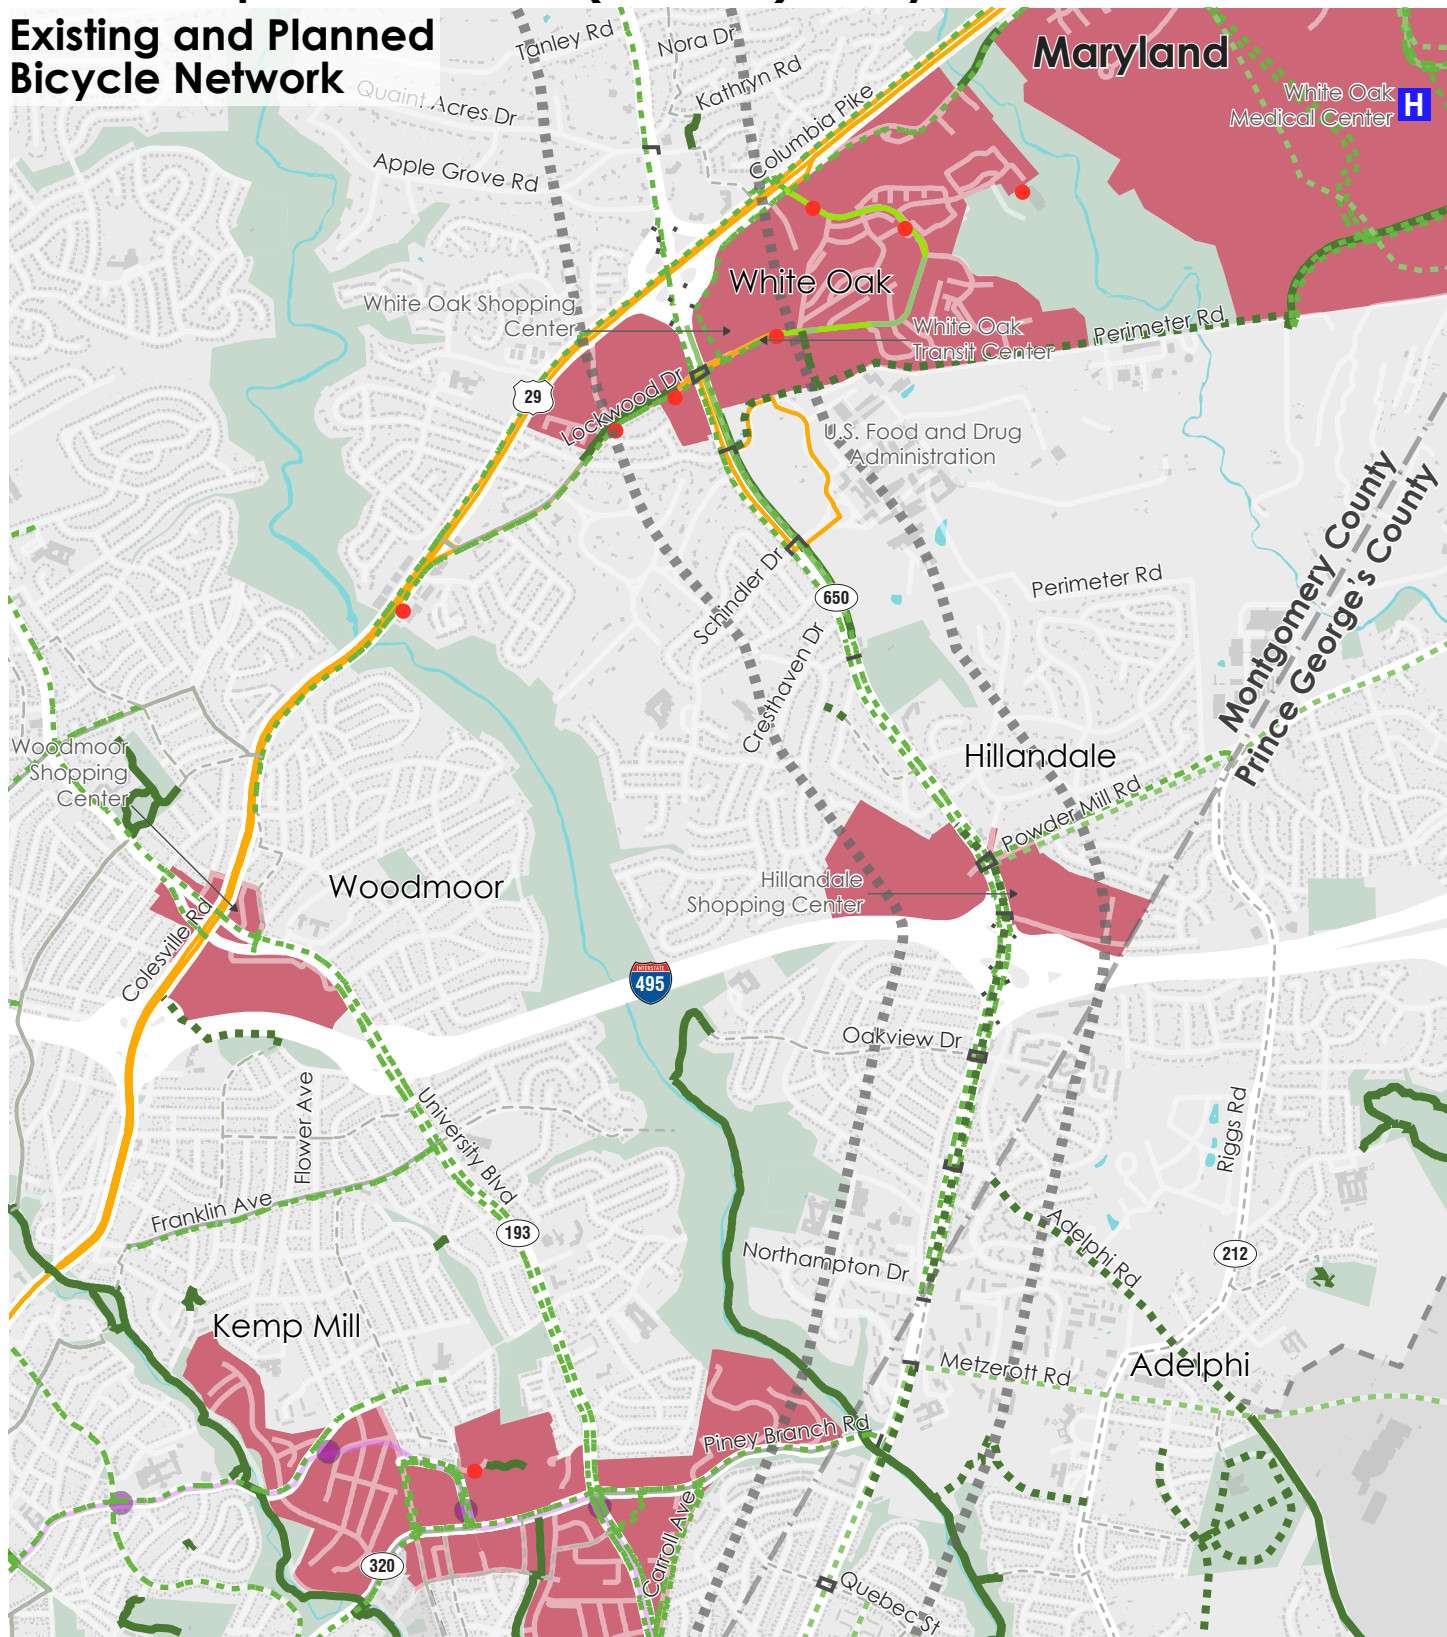 Existing and Planned
Bicycle Network
Tanley Rd
Nora Dr
Maryland
Kathryn Rd
Quaint Acres Dr
White Oak
Medical Center
H
Columbia Pike
Apple Grove Rd
White Oak
White Oak Shopping
Center
White Oak
Transit Center
Perimeter Rd
29
Lockwood Dr
U.S. Food and Drug
Administration
Montgomery County
Prince George's County
Schindler Dr
650
Perimeter Rd
Cresthaven Dr
Woodmoor
Shopping
Center
Hillandale
Powder Mill Rd
Woodmoor
Hillandale
Shopping Center
Colesville Rd
INTERSTATE
495
Oakview Dr
Flower Ave
University Blvd
Riggs Rd
Franklin Ave
193
Adelphi Rd
212
Northampton Dr
Kemp Mill
Metzerott Rd
Adelphi
Piney Branch Rd
Carroll Ave
320
Quebec St